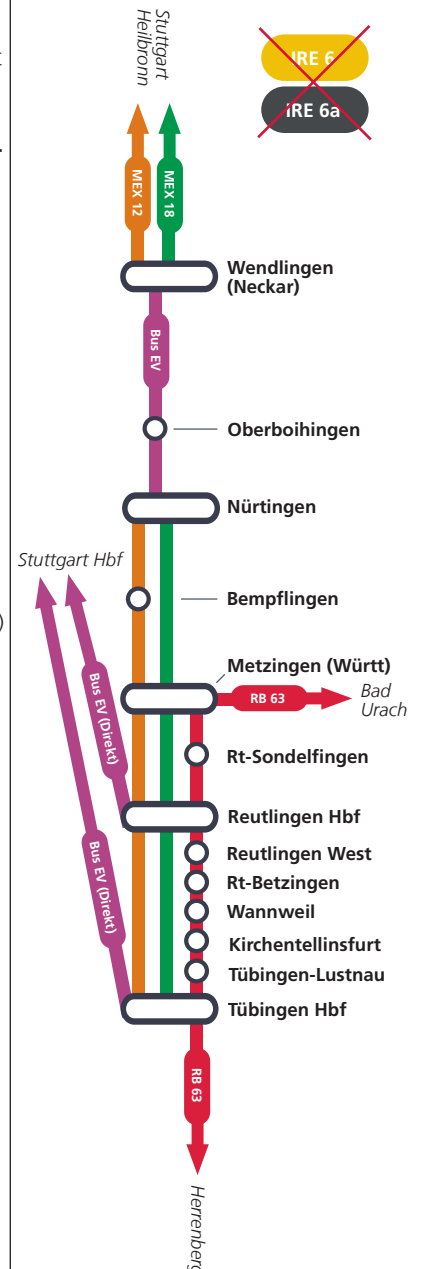 Stuttgart
Heilbronn
IRE 6
IRE 6a
MEX 12
MEX 18
Wendlingen
(Neckar)
Bus EV
Oberboihingen
Nürtingen
Stuttgart Hbf
Bempflingen
Metzingen (Württ)
RB 63
Bad
Urach
Bus EV (Direkt)
Rt-Sondelfingen
Reutlingen Hbf
Bus EV (Direkt)
Reutlingen West
Rt-Betzingen
Wannweil
Kirchentellinsfurt
Tübingen-Lustnau
Tübingen Hbf
RB 63
Herrenberg